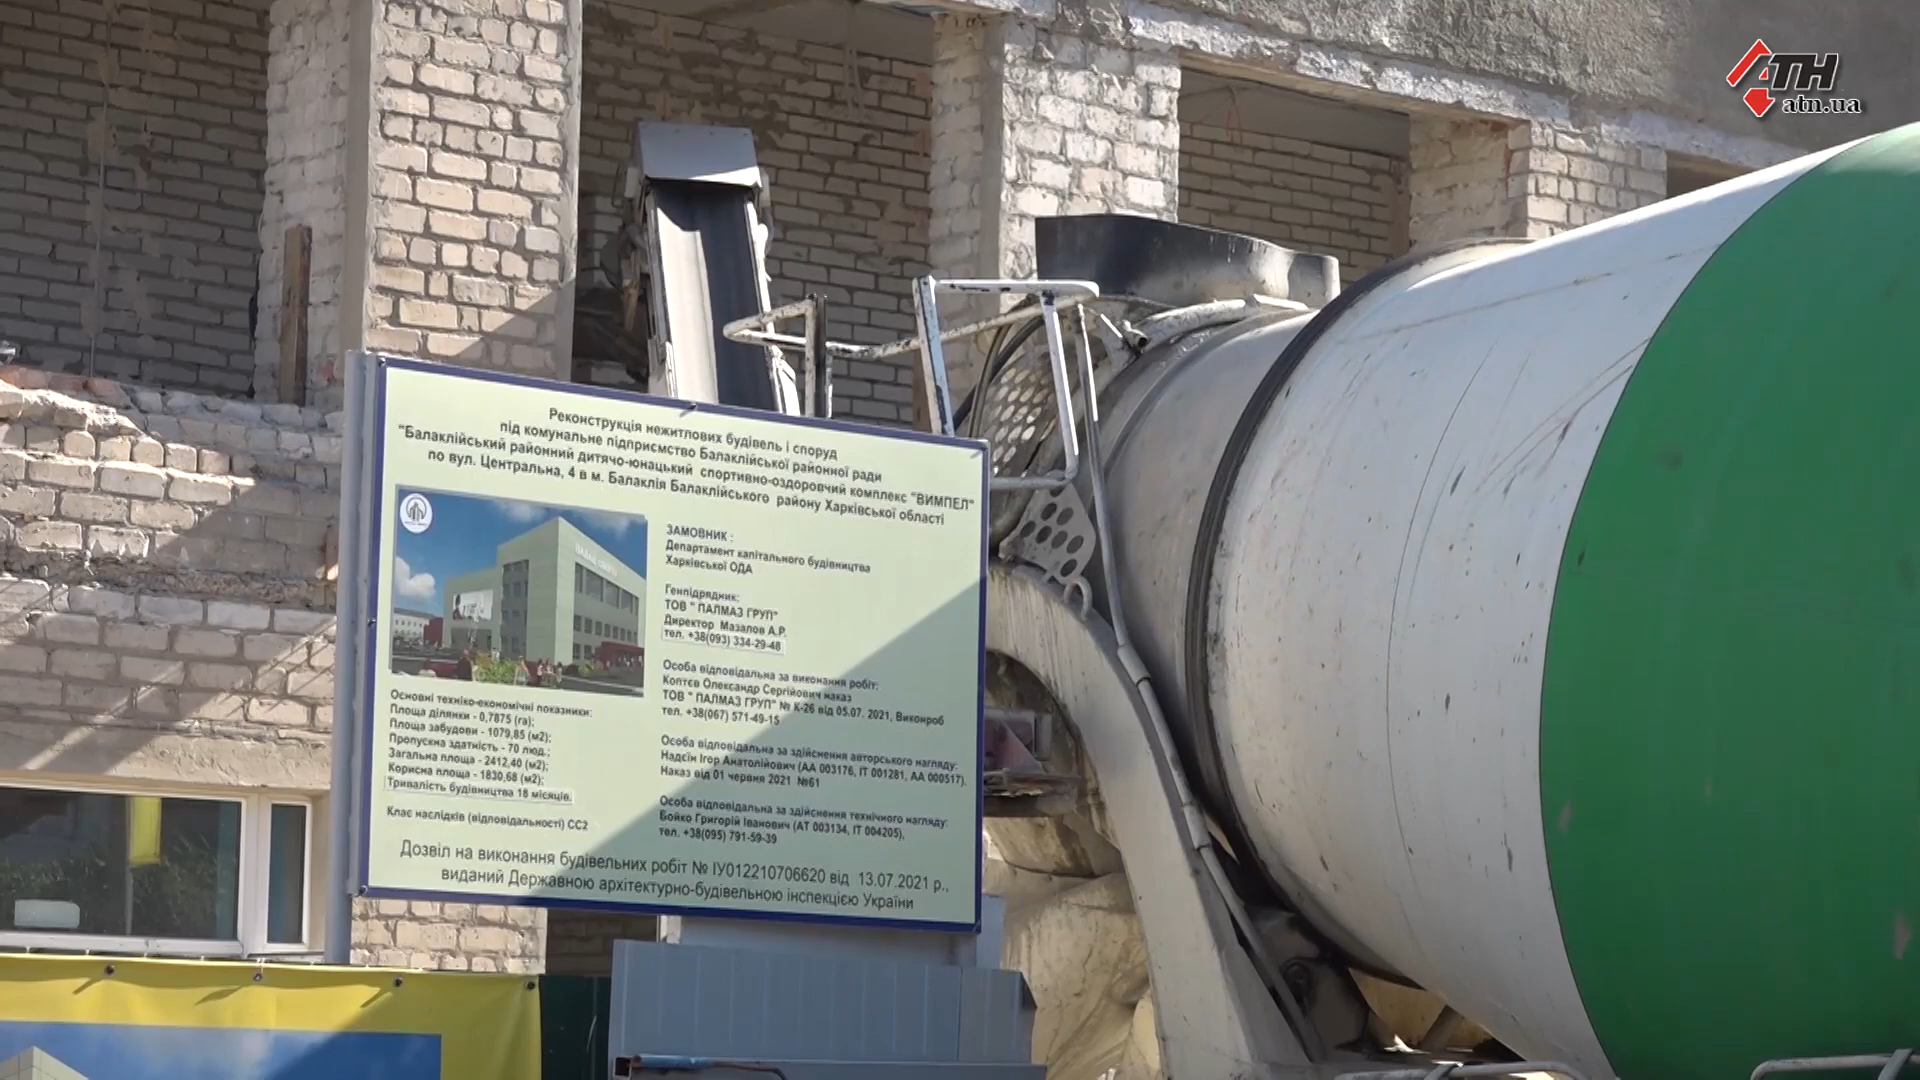 АТН
atn.ua
Реконструкція нежитлових будівель і споруд
під комунальне підприємство Балаклійської районної ради
"Балаклійський районний дитячо-юнацький спортивно-оздоровчий комплекс "ВИМПЕЛ"
по вул. Центральна, 4 в м. Балаклія Балаклійського району Харківської області
ЗАМОВНИК :
Департамент капітального будівництва
Харківської ОДА
Генпідрядник:
ТОВ " ПАЛМАЗ ГРУП"
Директор Мазалов А.Р.
тел. +38(093) 334-29-48
Особа відповідальна за виконання робіт:
Коптєв Олександр Сергійович наказ
ТОВ " ПАЛМАЗ ГРУП" № К-26 від 05.07. 2021, Виконроб
тел. +38(067) 571-49-15
Особа відповідальна за здійснення авторського нагляду:
Надєїн Ігор Анатолійович (АА 003176, ІТ 001281, АА 000517).
Наказ від 01 червня 2021 №61
Особа відповідальна за здійснення технічного нагляду:
Бойко Григорій Іванович (АТ 003134, ІТ 004205),
тел. +38(095) 791-59-39
Основні техніко-економічні показники:
Площа ділянки - 0,7875 (га);
Площа забудови - 1079,85 (м2);
Пропускна здатність - 70 люд.;
Загальна площа - 2412,40 (м2);
Корисна площа - 1830,68 (м2);
Тривалість будівництва 18 місяців.
Клас наслідків (відповідальності) СС2
Дозвіл на виконання будівельних робіт № ІУ012210706620 від 13.07.2021 р.,
виданий Державною архітектурно-будівельною інспекцією України